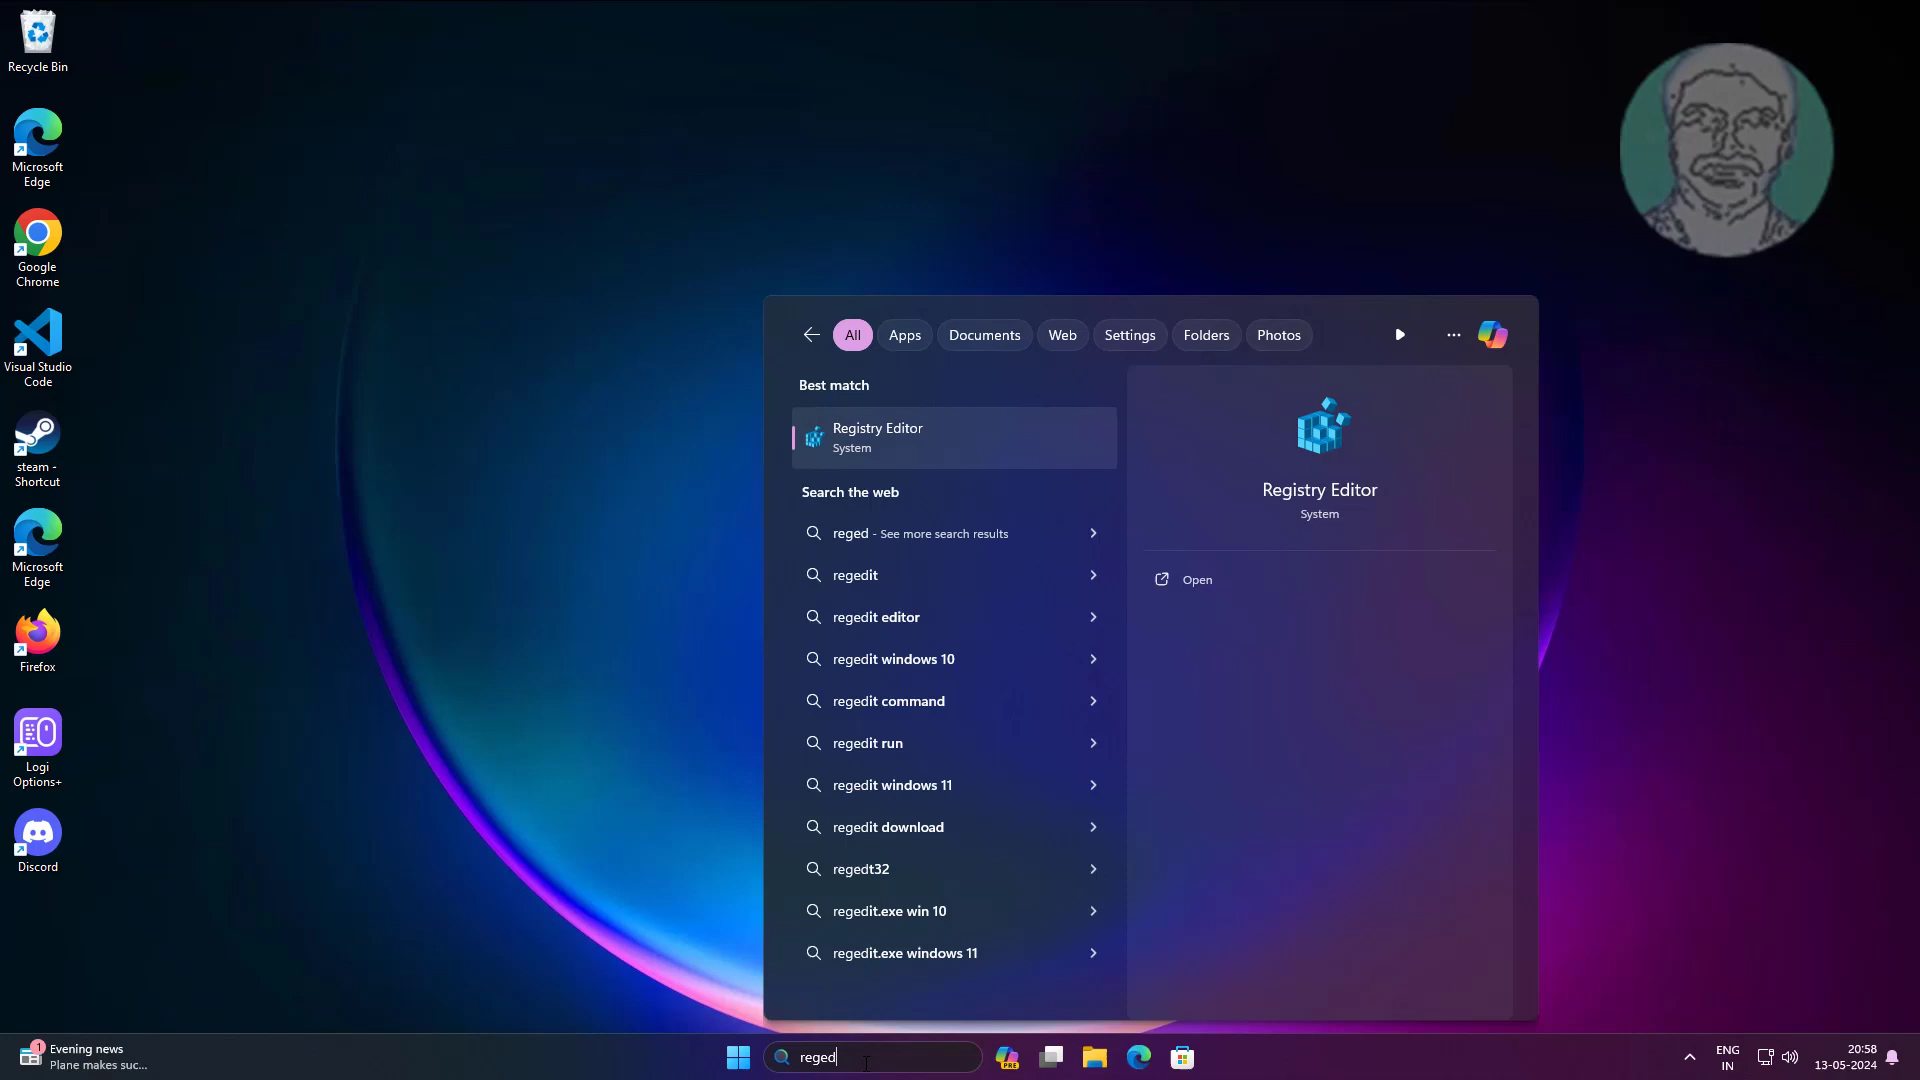 Recycle Bin
Microsoft
Edge
Google
Chrome
Visual Studio
Code
steam -
Shortcut
Microsoft
Edge
Firefox
Logi
Options+
Discord
All Apps Documents Web Settings Folders Photos ...
Best match
Registry Editor
System
Search the web
reged - See more search results
regedit
regedit editor
regedit windows 10
regedit command
regedit run
regedit windows 11
regedit download
regedt32
regedit.exe win 10
regedit.exe windows 11
Registry Editor
System
Open
1
Evening news
Plane makes suc...
reged
PRE
ENG
IN
20:58
13-05-2024